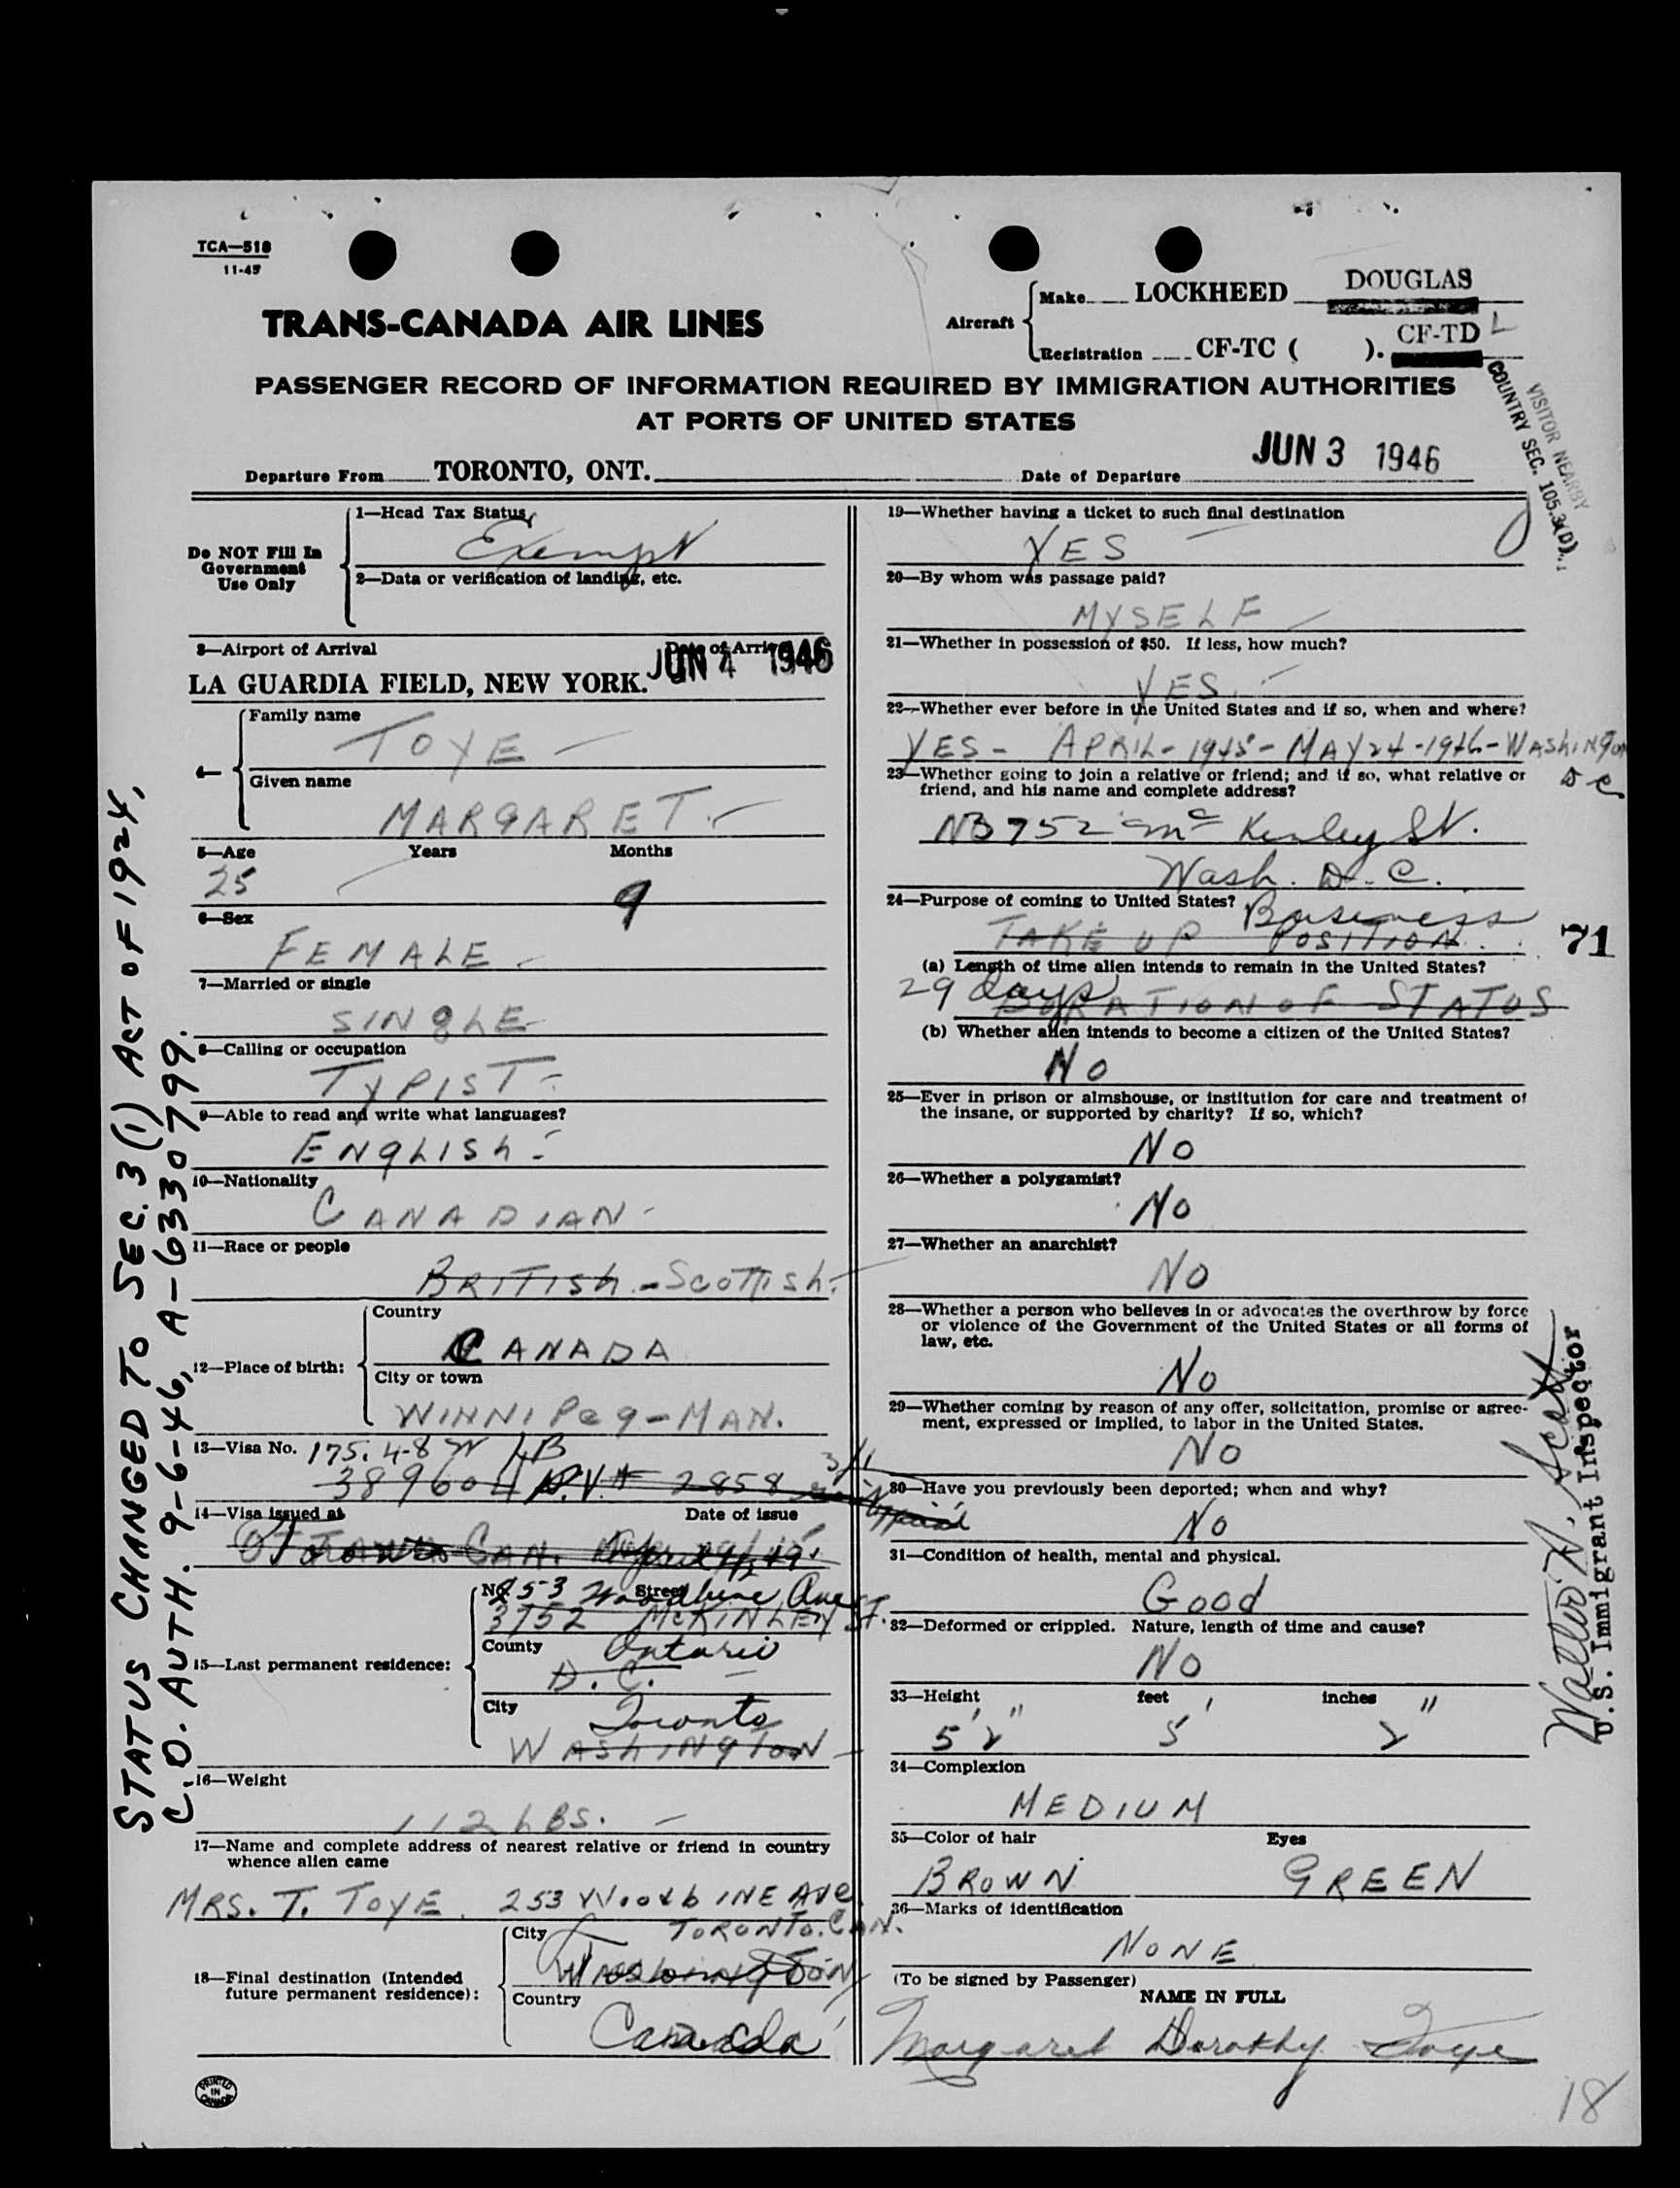 TCA—518
11-45
TRANS-CANADA AIR LINES
Aircraft
Make LOCKHEED DOUGLAS
Registration CF-TC ( ). CF-TD L
PASSENGER RECORD OF INFORMATION REQUIRED BY IMMIGRATION AUTHORITIES
AT PORTS OF UNITED STATES
VISITOR NEARBY
COUNTRY SEC. 105.3(D).
Departure From TORONTO, ONT. Date of Departure JUN 3 1946
Do NOT Fill In
Government
Use Only
1—Head Tax Status
Exempt
2—Data or verification of landing, etc.
3—Airport of Arrival Date of Arrival
LA GUARDIA FIELD, NEW YORK. JUN 4 1946
4—
Family name
TOYE
Given name
MARGARET
5—Age Years Months
25 9
6—Sex
FEMALE
7—Married or single
SINGLE
8—Calling or occupation
TYPIST
9—Able to read and write what languages?
ENGLISH
10—Nationality
CANADIAN
11—Race or people
BRITISH - SCOTTISH
12—Place of birth:
Country
CANADA
City or town
WINNIPEG - MAN.
13—Visa No. 175.48
389604 P.V.# 2858
14—Visa issued at Date of issue
CAN.
15—Last permanent residence:
No. Street
253 Woodbine Ave
3752 McKINLEY ST.
County Ontario
D.C.
City Toronto
WASHINGTON
16—Weight
112 LBS.
17—Name and complete address of nearest relative or friend in country
whence alien came
MRS. T. TOYE 253 WOODBINE AVE
TORONTO. CAN.
18—Final destination (Intended
future permanent residence):
City
WASHINGTON
Country
Canada
PRINTED
IN
CANADA
19—Whether having a ticket to such final destination
YES
20—By whom was passage paid?
MYSELF
21—Whether in possession of $50. If less, how much?
YES
22—Whether ever before in the United States and if so, when and where?
YES - APRIL - 1945 - MAY 24 - 1946 - WASHINGTON
D C
23—Whether going to join a relative or friend; and if so, what relative or
friend, and his name and complete address?
3752 McKinley St.
Wash. D.C.
24—Purpose of coming to United States? Business
TAKE UP POSITION.
71
(a) Length of time alien intends to remain in the United States?
29 days
DURATION OF STATUS
(b) Whether alien intends to become a citizen of the United States?
NO
25—Ever in prison or almshouse, or institution for care and treatment of
the insane, or supported by charity? If so, which?
NO
26—Whether a polygamist?
NO
27—Whether an anarchist?
NO
28—Whether a person who believes in or advocates the overthrow by force
or violence of the Government of the United States or all forms of
law, etc.
NO
29—Whether coming by reason of any offer, solicitation, promise or agree-
ment, expressed or implied, to labor in the United States.
NO
30—Have you previously been deported; when and why?
NO
31—Condition of health, mental and physical.
Good
32—Deformed or crippled. Nature, length of time and cause?
NO
33—Height feet ' inches "
5' 2" 5 2
34—Complexion
MEDIUM
35—Color of hair Eyes
BROWN GREEN
36—Marks of identification
NONE
(To be signed by Passenger)
NAME IN FULL
Margaret Dorothy Toye
18
STATUS CHANGED TO SEC. 3 (1) ACT OF 1924,
C.O. AUTH. 9-6-46, A-6330799.
Walter N. Scott
U.S. Immigrant Inspector